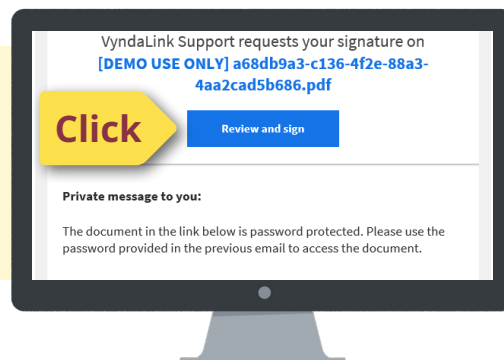 VyndaLink Support requests your signature on
[DEMO USE ONLY] a68db9a3-c136-4f2e-88a3-
4aa2cad5b686.pdf
Click
Review and sign
Private message to you:
The document in the link below is password protected. Please use the
password provided in the previous email to access the document.